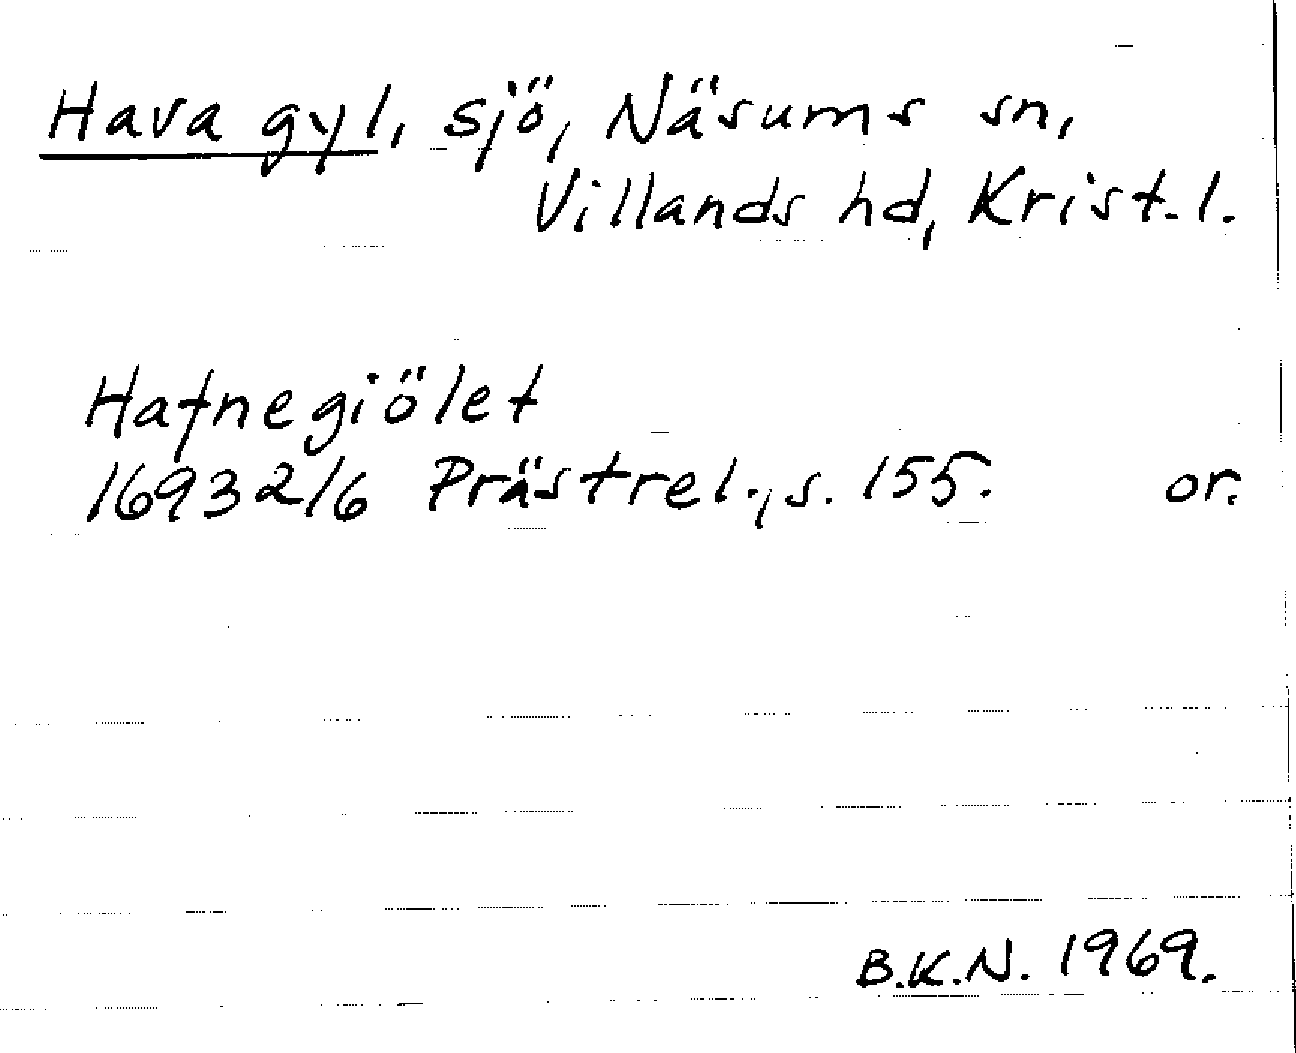 Hava gyl, sjö, Näsums sn,
Villands hd, Krist. l.
Hafnegiölet
1693 2/6 Prästrel., s. 155. or.
B.K.N. 1969.